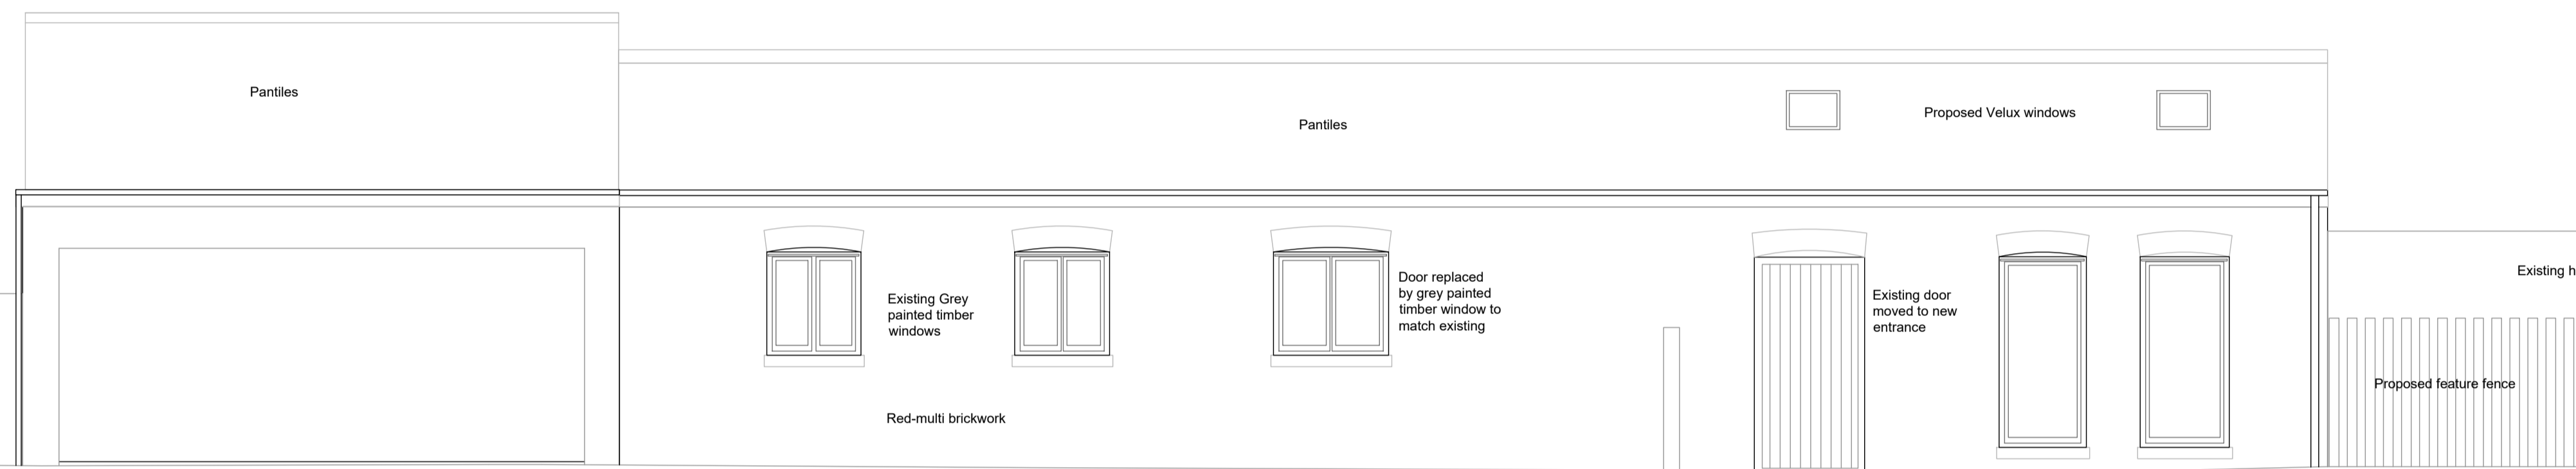 Pantiles
Pantiles
Proposed Velux windows
Existing Grey
painted timber
windows
Door replaced
by grey painted
timber window to
match existing
Existing door
moved to new
entrance
Existing h
Red-multi brickwork
Proposed feature fence